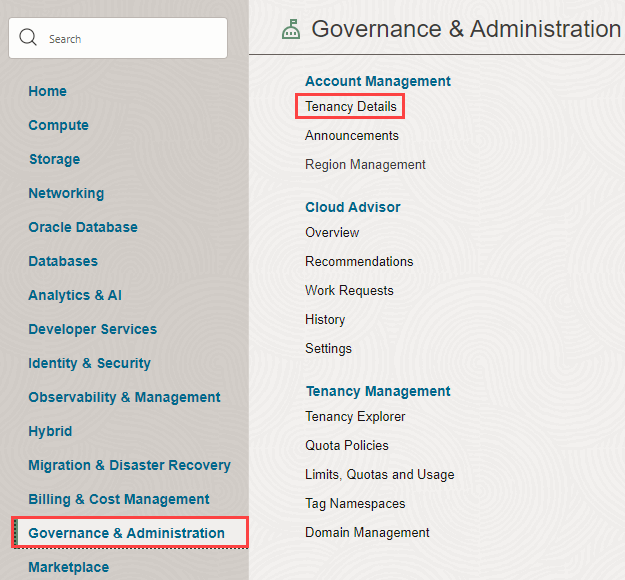 Search
Home
Compute
Storage
Networking
Oracle Database
Databases
Analytics & AI
Developer Services
Identity & Security
Observability & Management
Hybrid
Migration & Disaster Recovery
Billing & Cost Management
Governance & Administration
Marketplace
Governance & Administration
Account Management
Tenancy Details
Announcements
Region Management
Cloud Advisor
Overview
Recommendations
Work Requests
History
Settings
Tenancy Management
Tenancy Explorer
Quota Policies
Limits, Quotas and Usage
Tag Namespaces
Domain Management